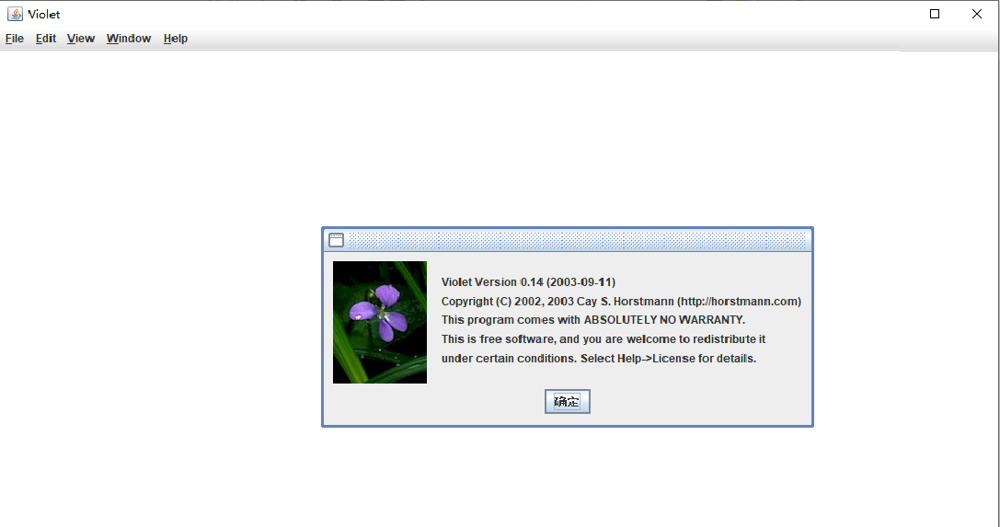 Violet
File Edit View Window Help
Violet Version 0.14 (2003-09-11)
Copyright (C) 2002, 2003 Cay S. Horstmann (http://horstmann.com)
This program comes with ABSOLUTELY NO WARRANTY.
This is free software, and you are welcome to redistribute it
under certain conditions. Select Help->License for details.
确定